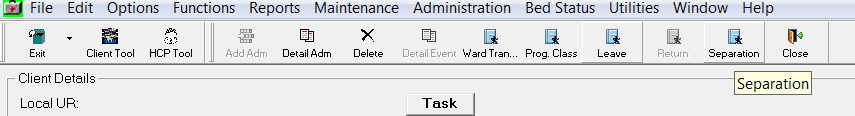 File Edit Options Functions Reports Maintenance Administration Bed Status Utilities Window Help
Exit Client Tool HCP Tool Add Adm Detail Adm Delete Detail Event Ward Tran... Prog. Class Leave Return Separation Close
Separation
Client Details
Local UR: Task